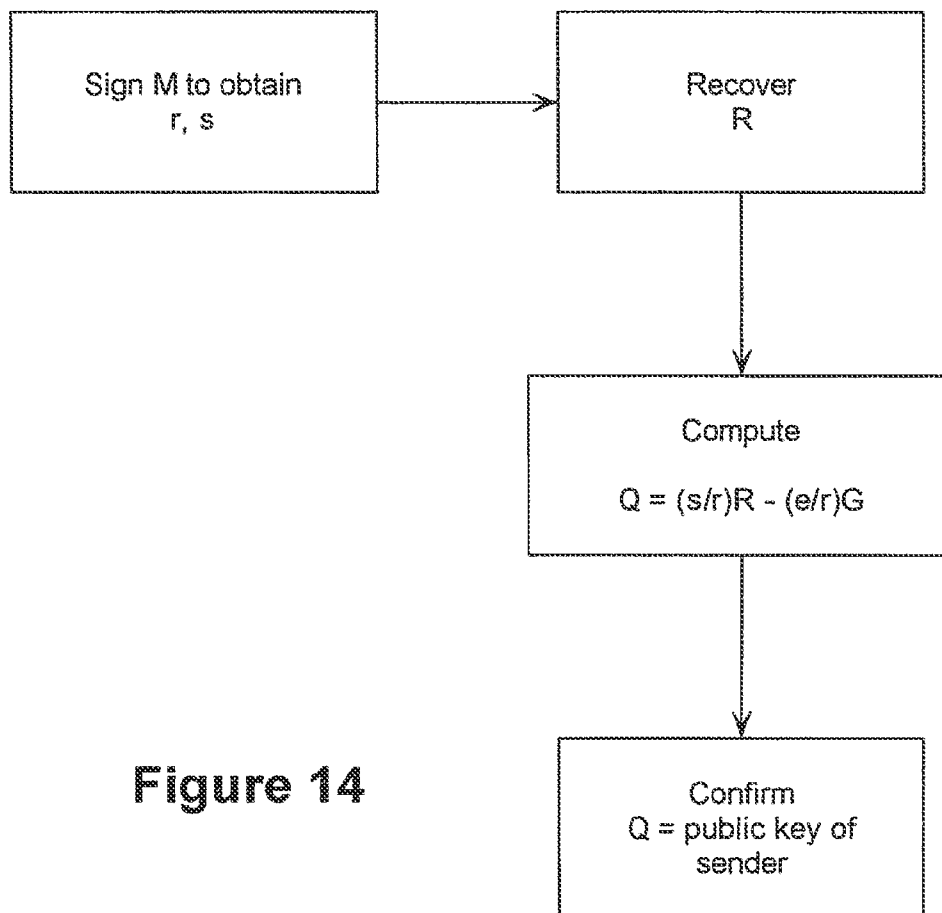 Sign M to obtain
r, s
Recover
R
Compute
Q = (s/r)R - (e/r)G
Confirm
Q = public key of
sender
Figure 14